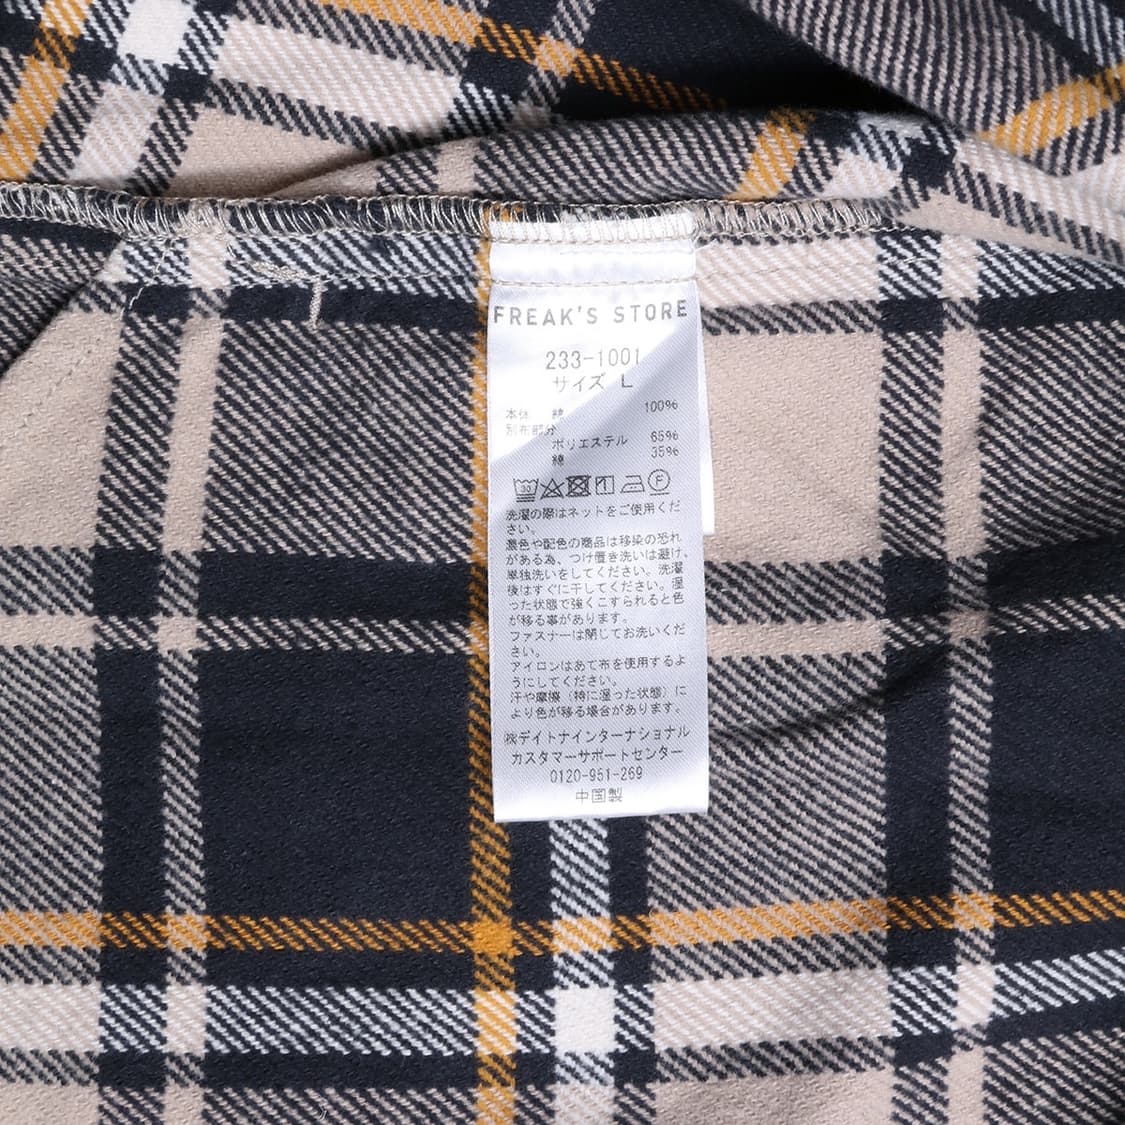 FREAK'S STORE
233-1001
サイズ L
本体 綿 100%
別布部分
ポリエステル 65%
綿 35%
30
F
洗濯の際はネットをご使用くだ
さい。
濃色や配色の商品は移染の恐れ
がある為、つけ置き洗いは避け、
単独洗いをしてください。洗濯
後はすぐに干してください。湿
った状態で強くこすられると色
が移る事があります。
ファスナーは閉じてお洗いくだ
さい。
アイロンはあて布を使用するよ
うにしてください。
汗や摩擦（特に湿った状態）に
より色が移る場合があります。
㈱デイトナインターナショナル
カスタマーサポートセンター
0120-951-269
中国製